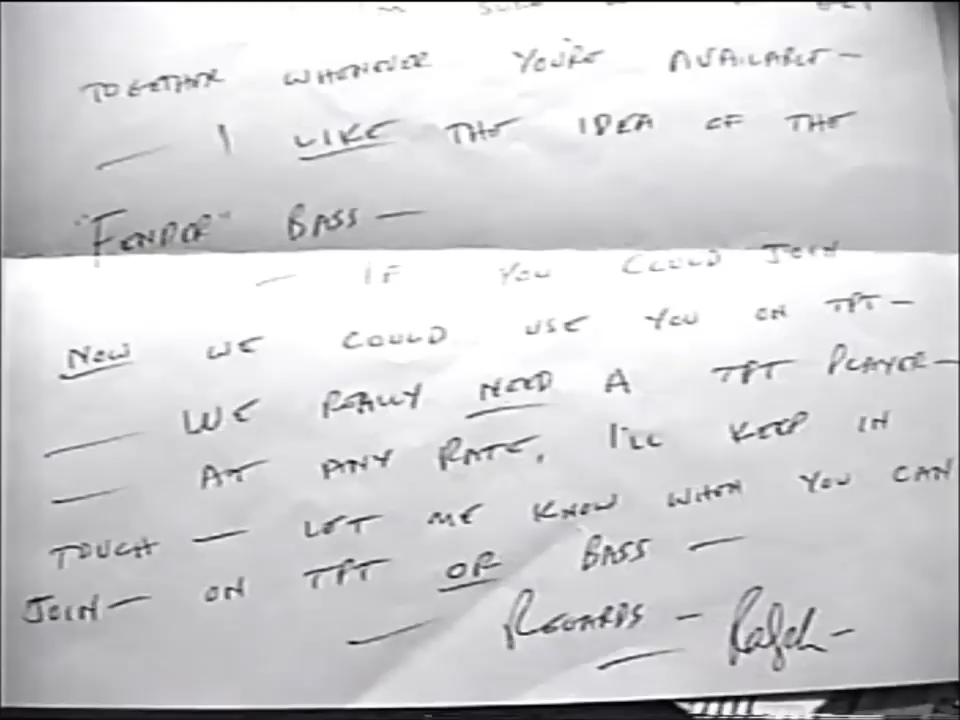 I'M SURE
TOGETHER WHENEVER YOU'RE AVAILABLE —
— I LIKE THE IDEA OF THE
"FENDER" BASS —
— IF YOU COULD JOIN
NOW WE COULD USE YOU ON TPT —
— WE REALLY NEED A TPT PLAYER —
— AT ANY RATE, I'LL KEEP IN
TOUCH — LET ME KNOW WHEN YOU CAN
JOIN — ON TPT OR BASS —
— REGARDS — Ralph —